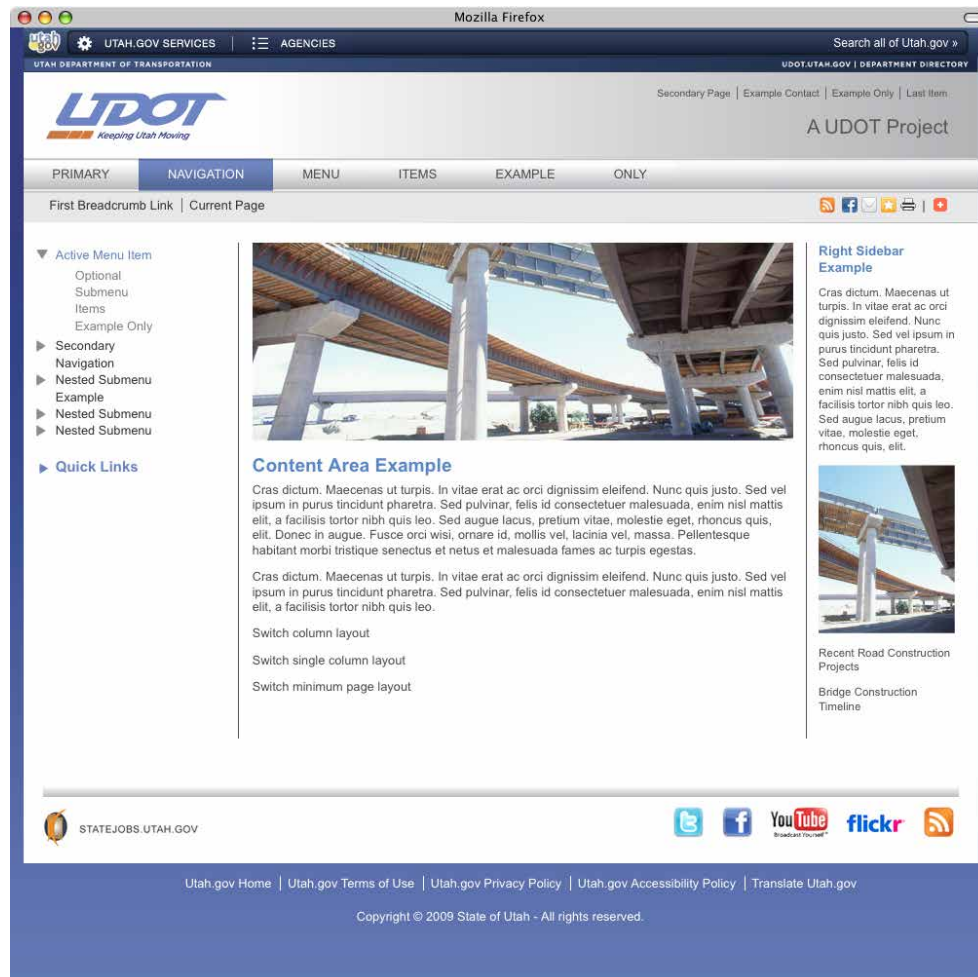 Mozilla Firefox
utah
gov
UTAH.GOV SERVICES
AGENCIES
Search all of Utah.gov »
UTAH DEPARTMENT OF TRANSPORTATION
UDOT.UTAH.GOV | DEPARTMENT DIRECTORY
UDOT
Keeping Utah Moving
Secondary Page | Example Contact | Example Only | Last Item
A UDOT Project
PRIMARY NAVIGATION MENU ITEMS EXAMPLE ONLY
First Breadcrumb Link | Current Page
Active Menu Item
Optional
Submenu
Items
Example Only
Secondary
Navigation
Nested Submenu
Example
Nested Submenu
Nested Submenu
Quick Links
Content Area Example
Cras dictum. Maecenas ut turpis. In vitae erat ac orci dignissim eleifend. Nunc quis justo. Sed vel
ipsum in purus tincidunt pharetra. Sed pulvinar, felis id consectetuer malesuada, enim nisl mattis
elit, a facilisis tortor nibh quis leo. Sed augue lacus, pretium vitae, molestie eget, rhoncus quis,
elit. Donec in augue. Fusce orci wisi, ornare id, mollis vel, lacinia vel, massa. Pellentesque
habitant morbi tristique senectus et netus et malesuada fames ac turpis egestas.
Cras dictum. Maecenas ut turpis. In vitae erat ac orci dignissim eleifend. Nunc quis justo. Sed vel
ipsum in purus tincidunt pharetra. Sed pulvinar, felis id consectetuer malesuada, enim nisl mattis
elit, a facilisis tortor nibh quis leo.
Switch column layout
Switch single column layout
Switch minimum page layout
Right Sidebar
Example
Cras dictum. Maecenas ut
turpis. In vitae erat ac orci
dignissim eleifend. Nunc
quis justo. Sed vel ipsum in
purus tincidunt pharetra.
Sed pulvinar, felis id
consectetuer malesuada,
enim nisl mattis elit, a
facilisis tortor nibh quis leo.
Sed augue lacus, pretium
vitae, molestie eget,
rhoncus quis, elit.
Recent Road Construction
Projects
Bridge Construction
Timeline
STATEJOBS.UTAH.GOV
YouTube
Broadcast Yourself™
flickr
Utah.gov Home | Utah.gov Terms of Use | Utah.gov Privacy Policy | Utah.gov Accessibility Policy | Translate Utah.gov
Copyright © 2009 State of Utah - All rights reserved.